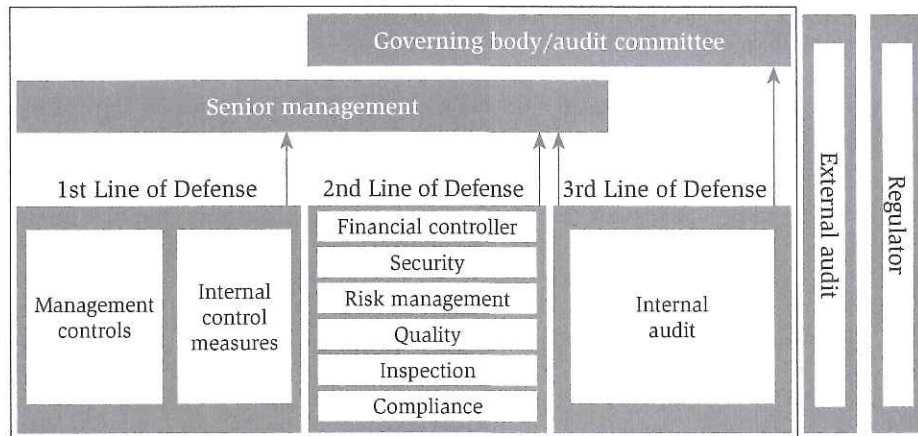 Governing body/audit committee
Senior management
1st Line of Defense
2nd Line of Defense
3rd Line of Defense
Management
controls
Internal
control
measures
Financial controller
Security
Risk management
Quality
Inspection
Compliance
Internal
audit
External audit
Regulator